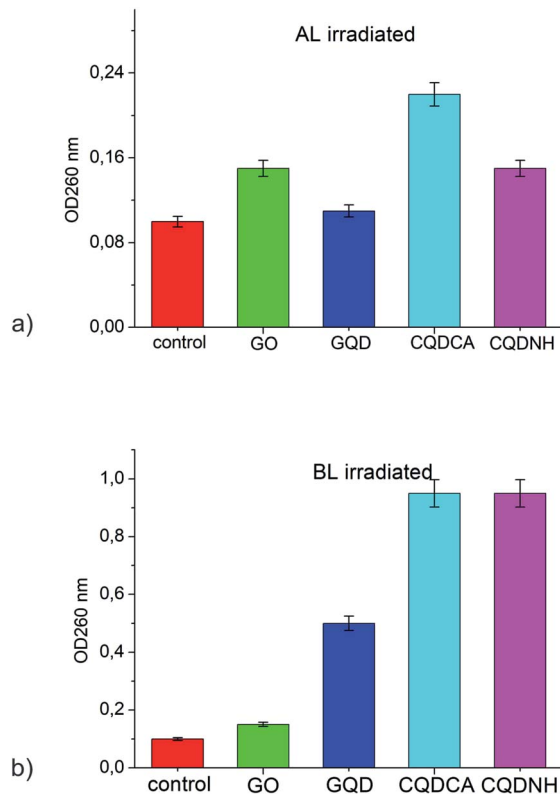 AL irradiated
OD260 nm
0,24
0,16
0,08
0,00
control GO GQD CQDCA CQDNH
a)
BL irradiated
OD260 nm
1,0
0,8
0,6
0,4
0,2
0,0
control GO GQD CQDCA CQDNH
b)